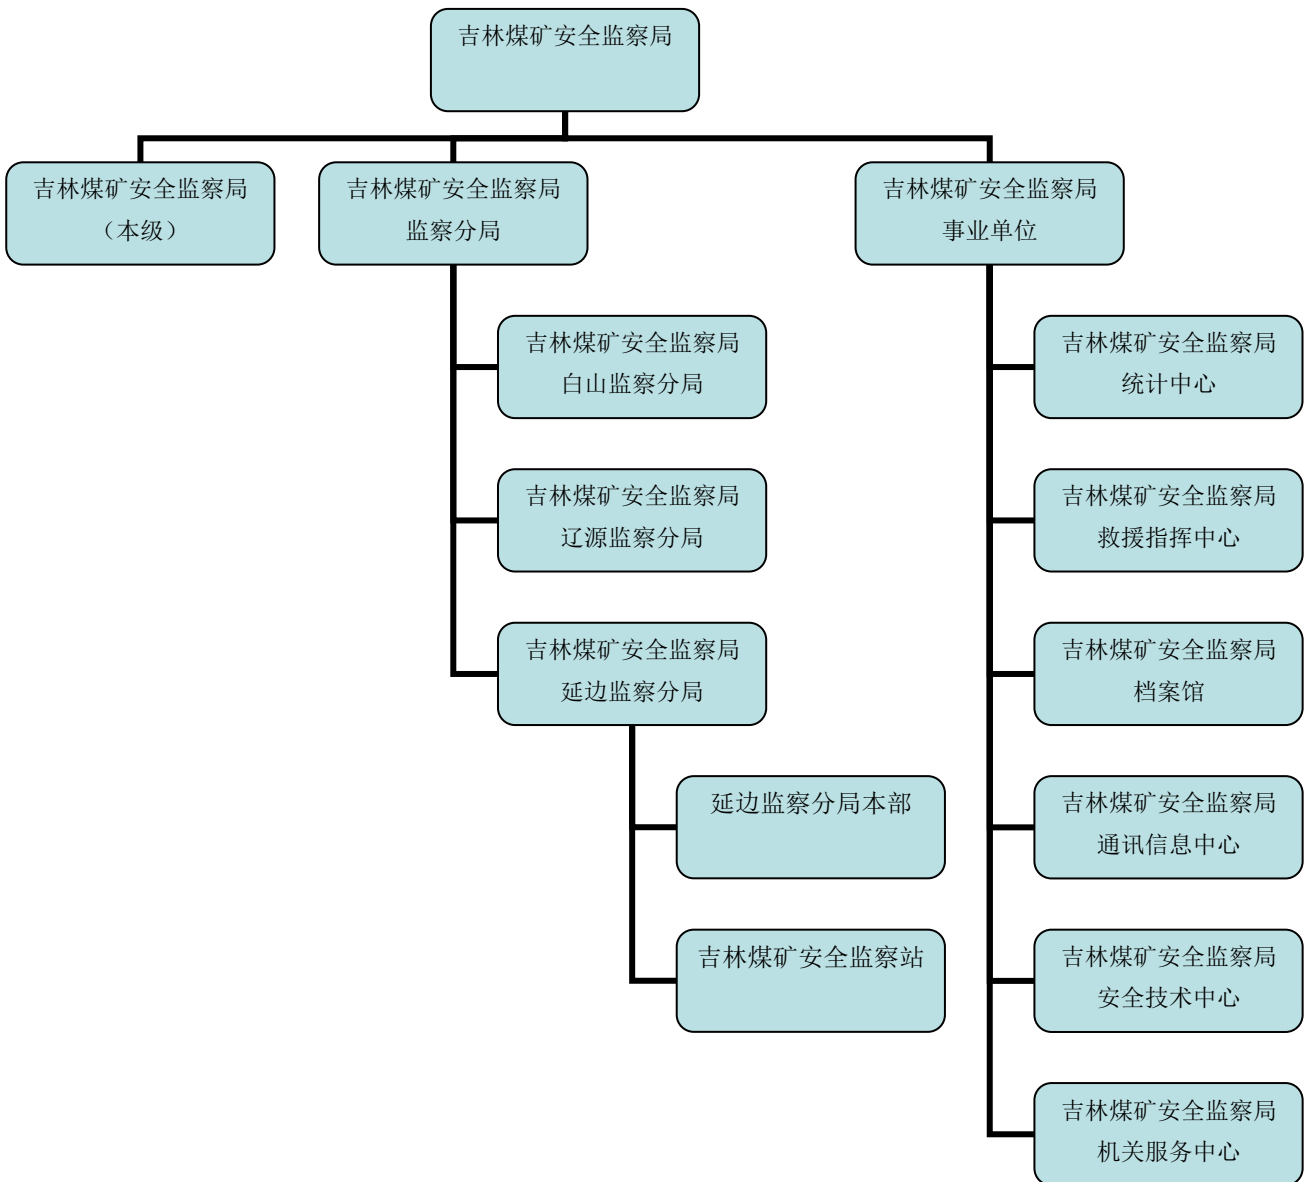 吉林煤矿安全监察局
吉林煤矿安全监察局
（本级）
吉林煤矿安全监察局
监察分局
吉林煤矿安全监察局
事业单位
吉林煤矿安全监察局
白山监察分局
吉林煤矿安全监察局
辽源监察分局
吉林煤矿安全监察局
延边监察分局
延边监察分局本部
吉林煤矿安全监察站
吉林煤矿安全监察局
统计中心
吉林煤矿安全监察局
救援指挥中心
吉林煤矿安全监察局
档案馆
吉林煤矿安全监察局
通讯信息中心
吉林煤矿安全监察局
安全技术中心
吉林煤矿安全监察局
机关服务中心